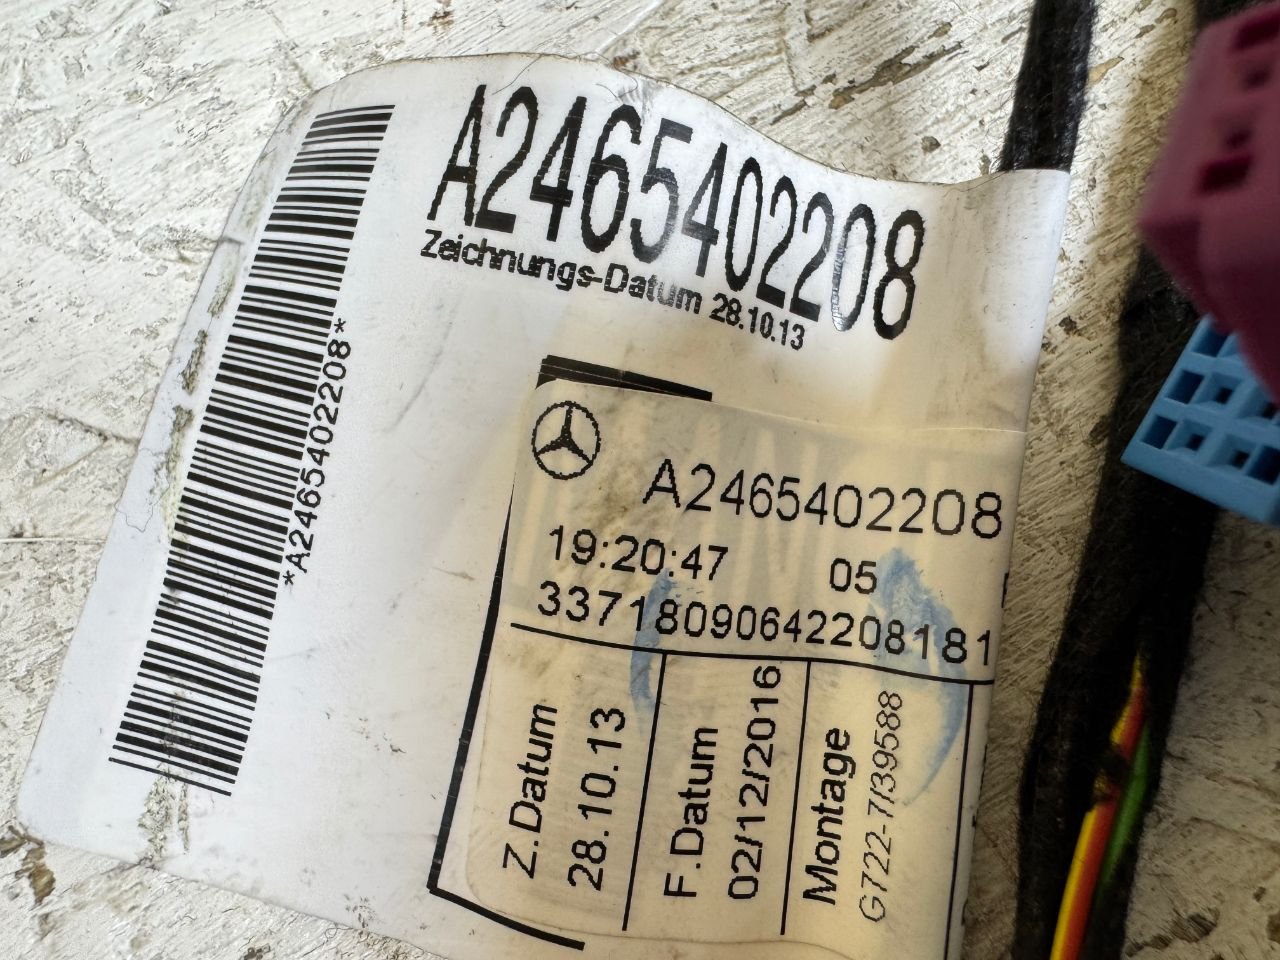 A2465402208
Zeichnungs-Datum 28.10.13
*A2465402208*
A2465402208
19:20:47 05
33718090642208181
Z.Datum
28.10.13
F.Datum
02/12/2016
Montage
G722-7/39588